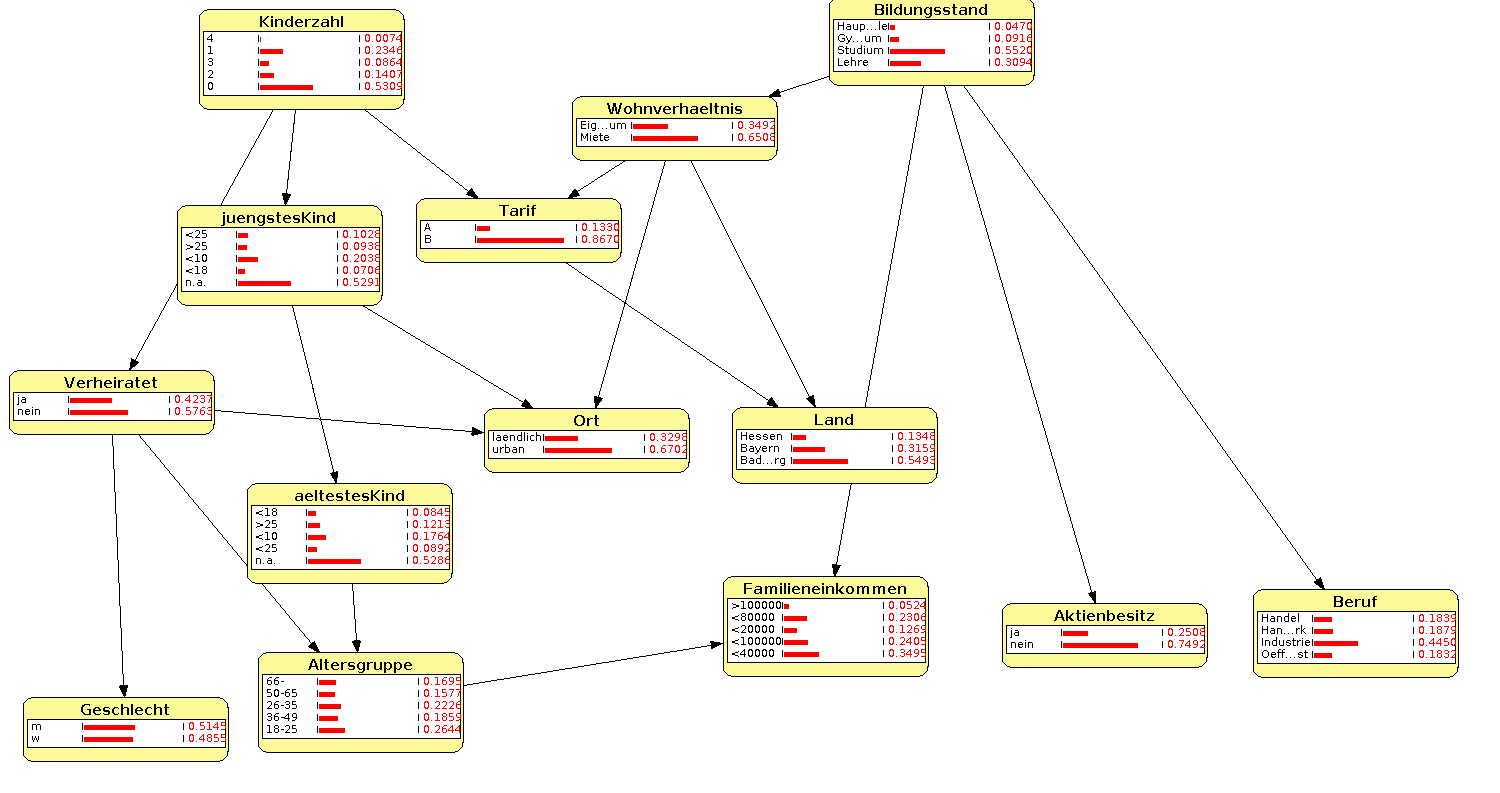 Kinderzahl
4 0.0074
1 0.2346
3 0.0864
2 0.1407
0 0.5309
Bildungsstand
Haup...le 0.0470
Gy...um 0.0916
Studium 0.5520
Lehre 0.3094
Wohnverhaeltnis
Eig...um 0.3492
Miete 0.6508
juengstesKind
<25 0.1028
>25 0.0938
<10 0.2038
<18 0.0706
n.a. 0.5291
Tarif
A 0.1330
B 0.8670
Verheiratet
ja 0.4237
nein 0.5763
Ort
laendlich 0.3298
urban 0.6702
Land
Hessen 0.1348
Bayern 0.3159
Bad...rg 0.5493
aeltestesKind
<18 0.0845
>25 0.1213
<10 0.1764
<25 0.0892
n.a. 0.5286
Familieneinkommen
>100000 0.0524
<80000 0.2306
<20000 0.1269
<100000 0.2405
<40000 0.3495
Aktienbesitz
ja 0.2508
nein 0.7492
Beruf
Handel 0.1839
Han...rk 0.1879
Industrie 0.4450
Oeff...st 0.1832
Altersgruppe
66- 0.1695
50-65 0.1577
26-35 0.2226
36-49 0.1859
18-25 0.2644
Geschlecht
m 0.5145
w 0.4855